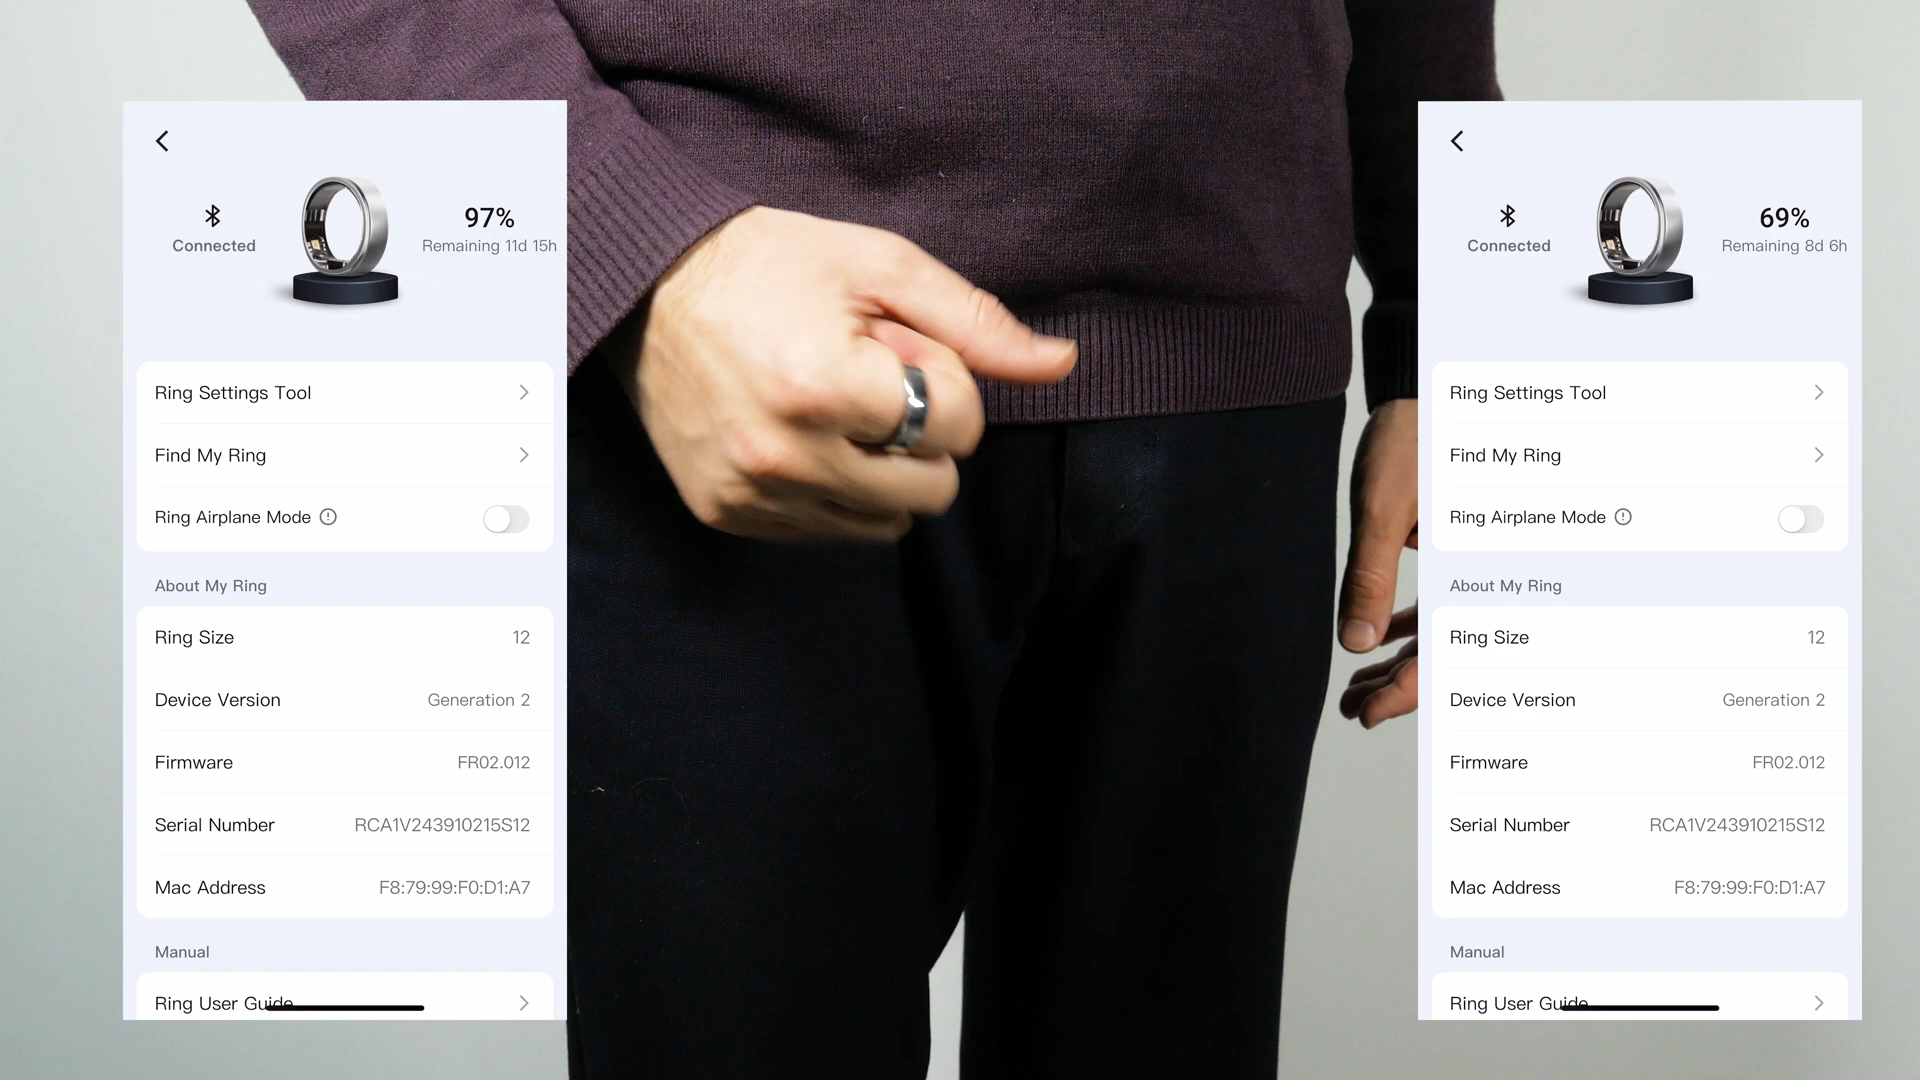 97%
Connected
Remaining 11d 15h
Ring Settings Tool
Find My Ring
Ring Airplane Mode
About My Ring
Ring Size 12
Device Version Generation 2
Firmware FR02.012
Serial Number RCA1V243910215S12
Mac Address F8:79:99:F0:D1:A7
Manual
Ring User Guide
69%
Connected
Remaining 8d 6h
Ring Settings Tool
Find My Ring
Ring Airplane Mode
About My Ring
Ring Size 12
Device Version Generation 2
Firmware FR02.012
Serial Number RCA1V243910215S12
Mac Address F8:79:99:F0:D1:A7
Manual
Ring User Guide